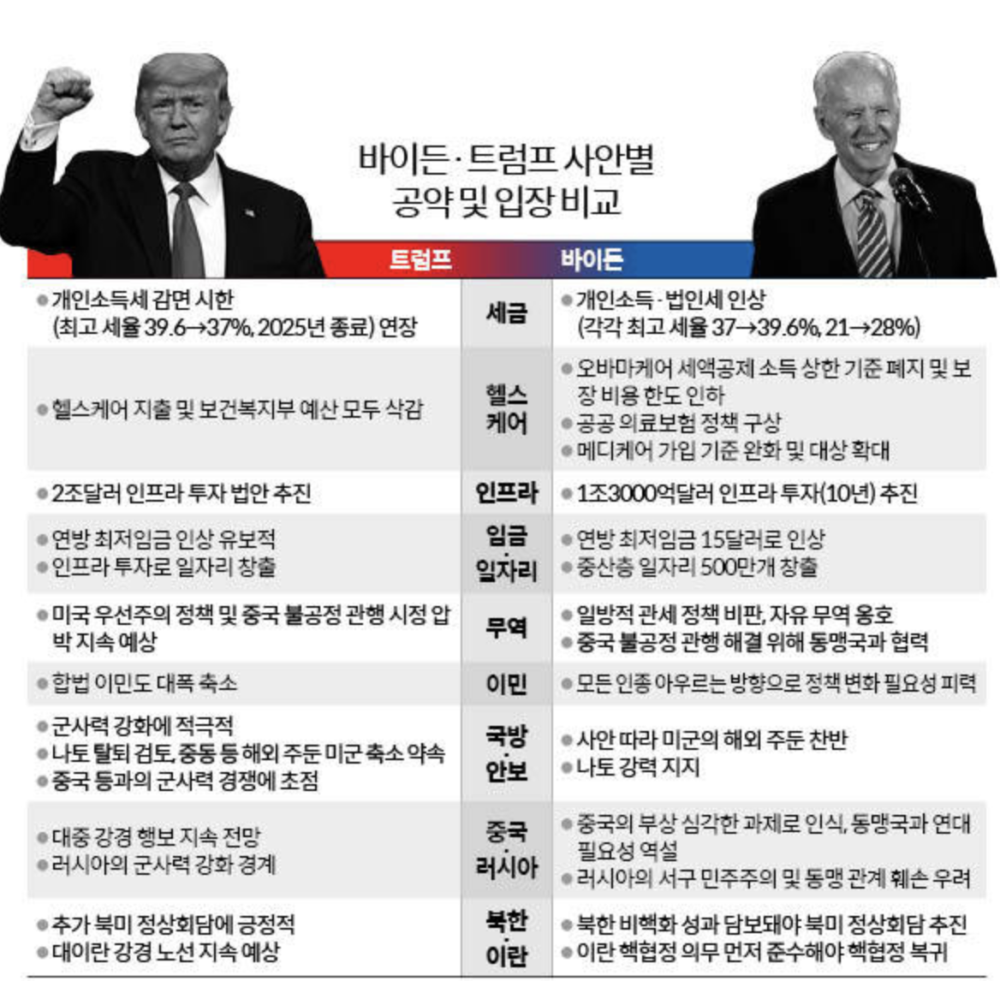 바이든·트럼프 사안별
공약 및 입장 비교
트럼프
바이든
●개인소득세 감면 시한
(최고 세율 39.6→37%, 2025년 종료) 연장
세금
●개인소득·법인세 인상
(각각 최고 세율 37→39.6%, 21→28%)
●헬스케어 지출 및 보건복지부 예산 모두 삭감
헬스
케어
●오바마케어 세액공제 소득 상한 기준 폐지 및 보
장 비용 한도 인하
●공공 의료보험 정책 구상
●메디케어 가입 기준 완화 및 대상 확대
●2조달러 인프라 투자 법안 추진
인프라
●1조3000억달러 인프라 투자(10년) 추진
●연방 최저임금 인상 유보적
●인프라 투자로 일자리 창출
임금
·
일자리
●연방 최저임금 15달러로 인상
●중산층 일자리 500만개 창출
●미국 우선주의 정책 및 중국 불공정 관행 시정 압
박 지속 예상
무역
●일방적 관세 정책 비판, 자유 무역 옹호
●중국 불공정 관행 해결 위해 동맹국과 협력
●합법 이민도 대폭 축소
이민
●모든 인종 아우르는 방향으로 정책 변화 필요성 피력
●군사력 강화에 적극적
●나토 탈퇴 검토, 중동 등 해외 주둔 미군 축소 약속
●중국 등과의 군사력 경쟁에 초점
국방
·
안보
●사안 따라 미군의 해외 주둔 찬반
●나토 강력 지지
●대중 강경 행보 지속 전망
●러시아의 군사력 강화 경계
중국
·
러시아
●중국의 부상 심각한 과제로 인식, 동맹국과 연대
필요성 역설
●러시아의 서구 민주주의 및 동맹 관계 훼손 우려
●추가 북미 정상회담에 긍정적
●대이란 강경 노선 지속 예상
북한
·
이란
●북한 비핵화 성과 담보돼야 북미 정상회담 추진
●이란 핵협정 의무 먼저 준수해야 핵협정 복귀